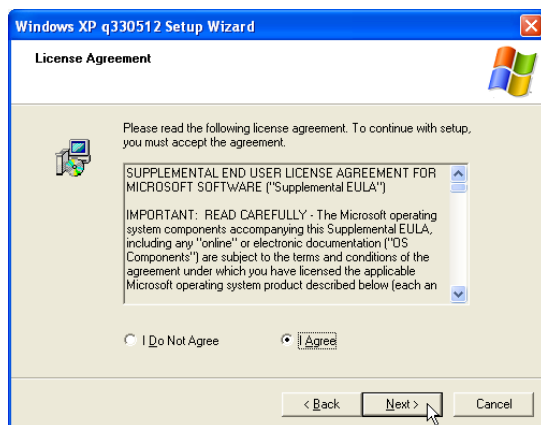 Windows XP q330512 Setup Wizard
License Agreement
Please read the following license agreement. To continue with setup,
you must accept the agreement.
SUPPLEMENTAL END USER LICENSE AGREEMENT FOR
MICROSOFT SOFTWARE ("Supplemental EULA")
IMPORTANT: READ CAREFULLY - The Microsoft operating
system components accompanying this Supplemental EULA,
including any "online" or electronic documentation ("OS
Components") are subject to the terms and conditions of the
agreement under which you have licensed the applicable
Microsoft operating system product described below (each an
I Do Not Agree I Agree
< Back Next > Cancel